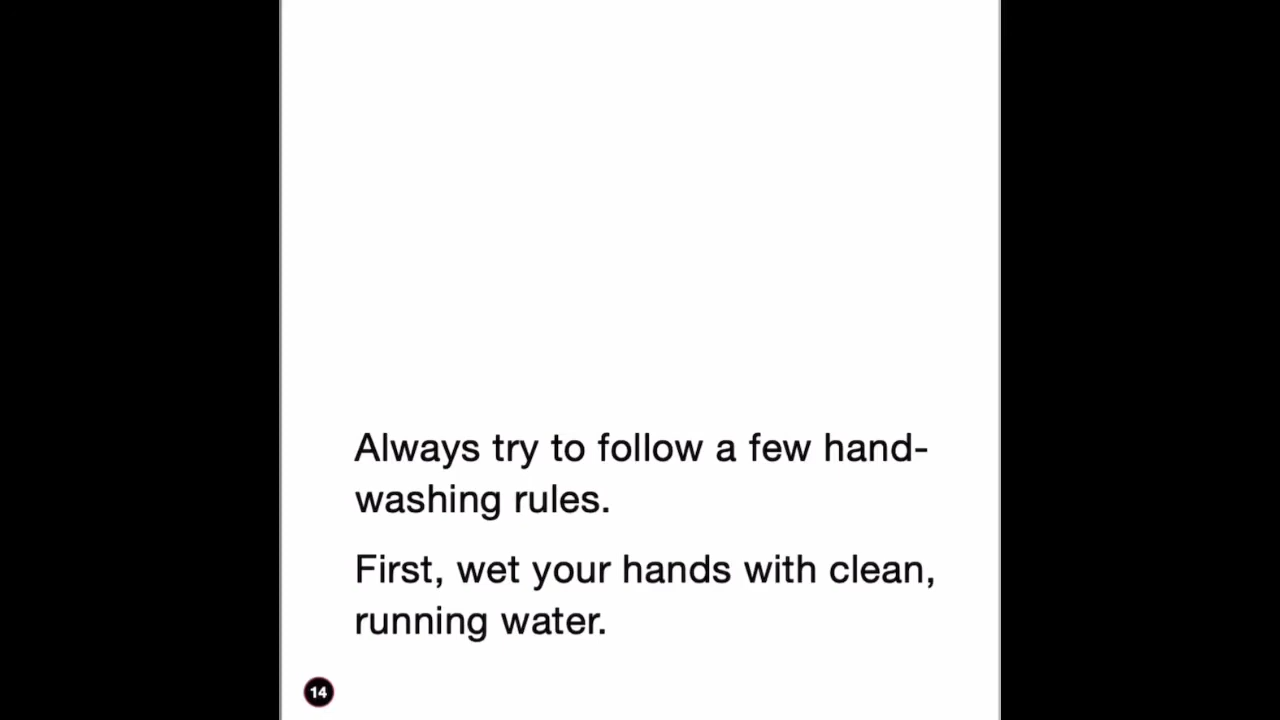 Always try to follow a few hand-
washing rules.
First, wet your hands with clean,
running water.
14